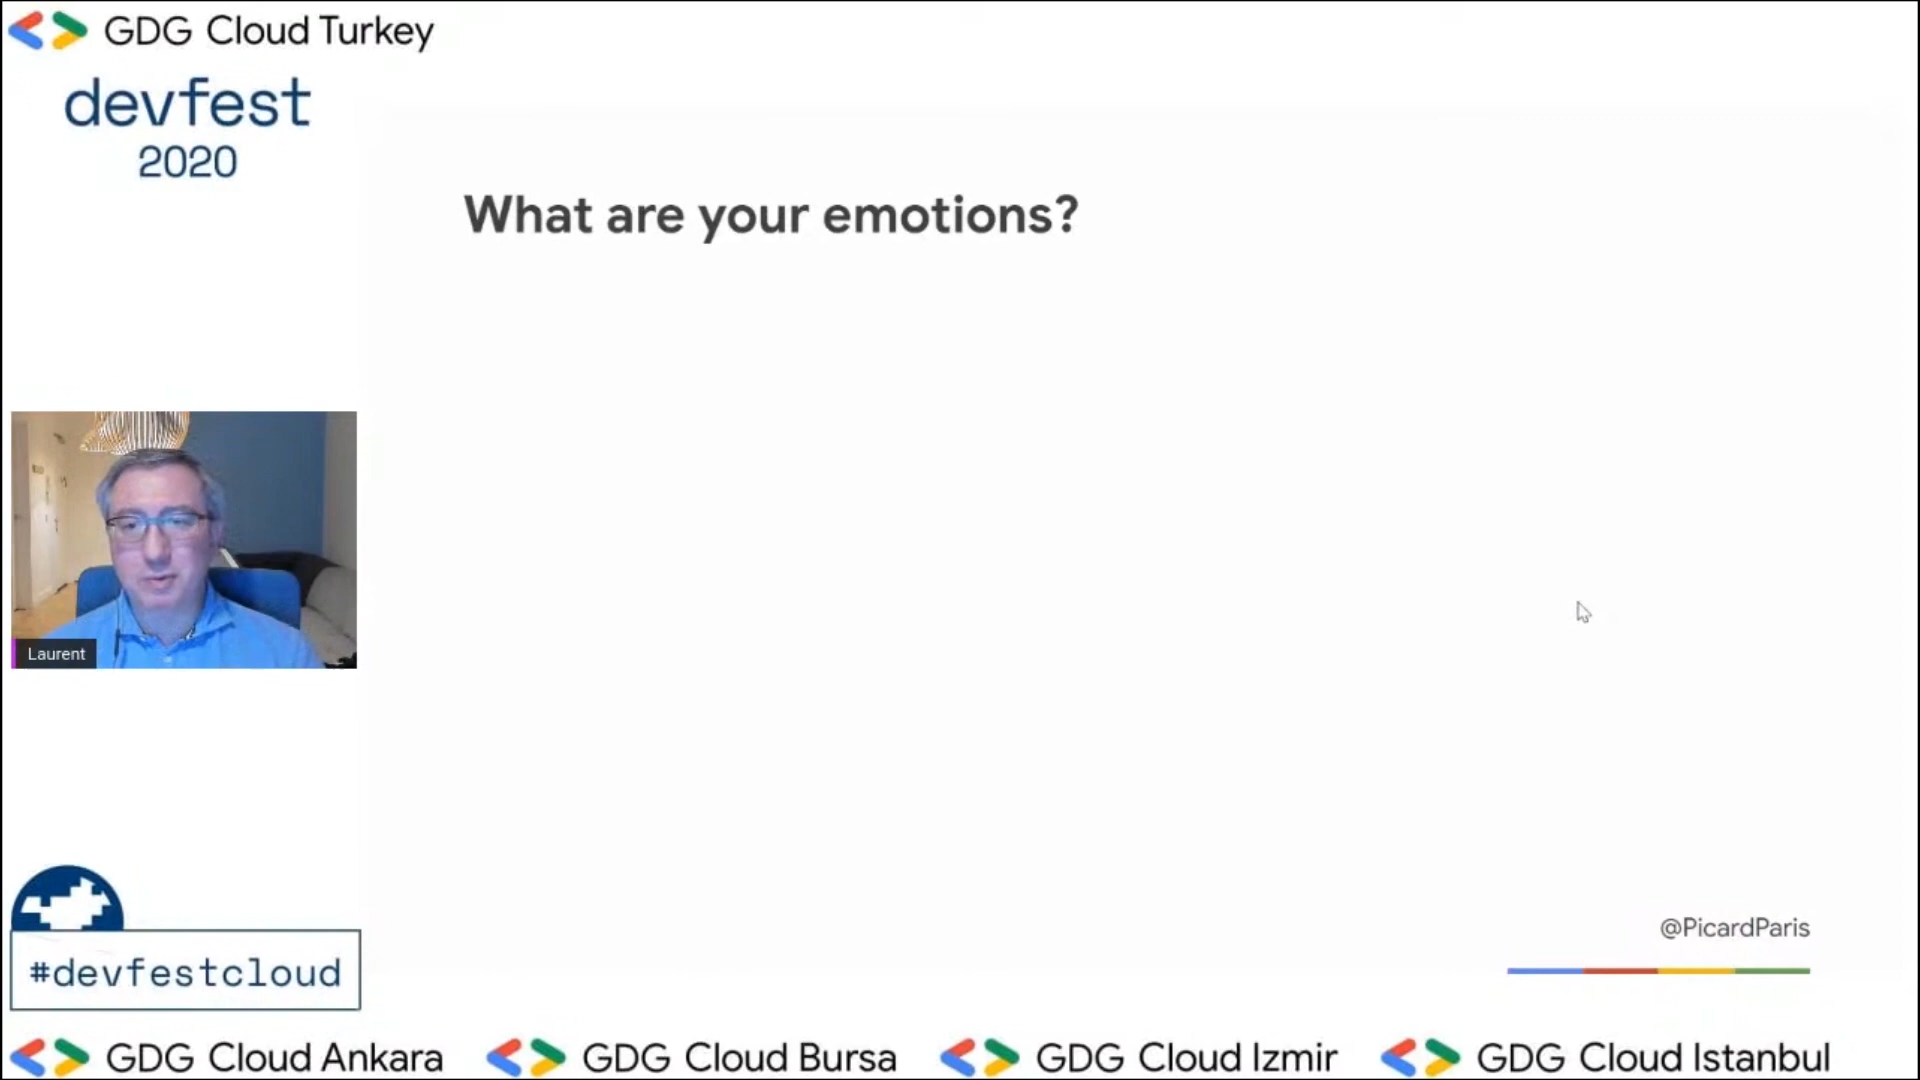 GDG Cloud Turkey
devfest
2020
What are your emotions?
Laurent
@PicardParis
#devfestcloud
GDG Cloud Ankara
GDG Cloud Bursa
GDG Cloud Izmir
GDG Cloud Istanbul